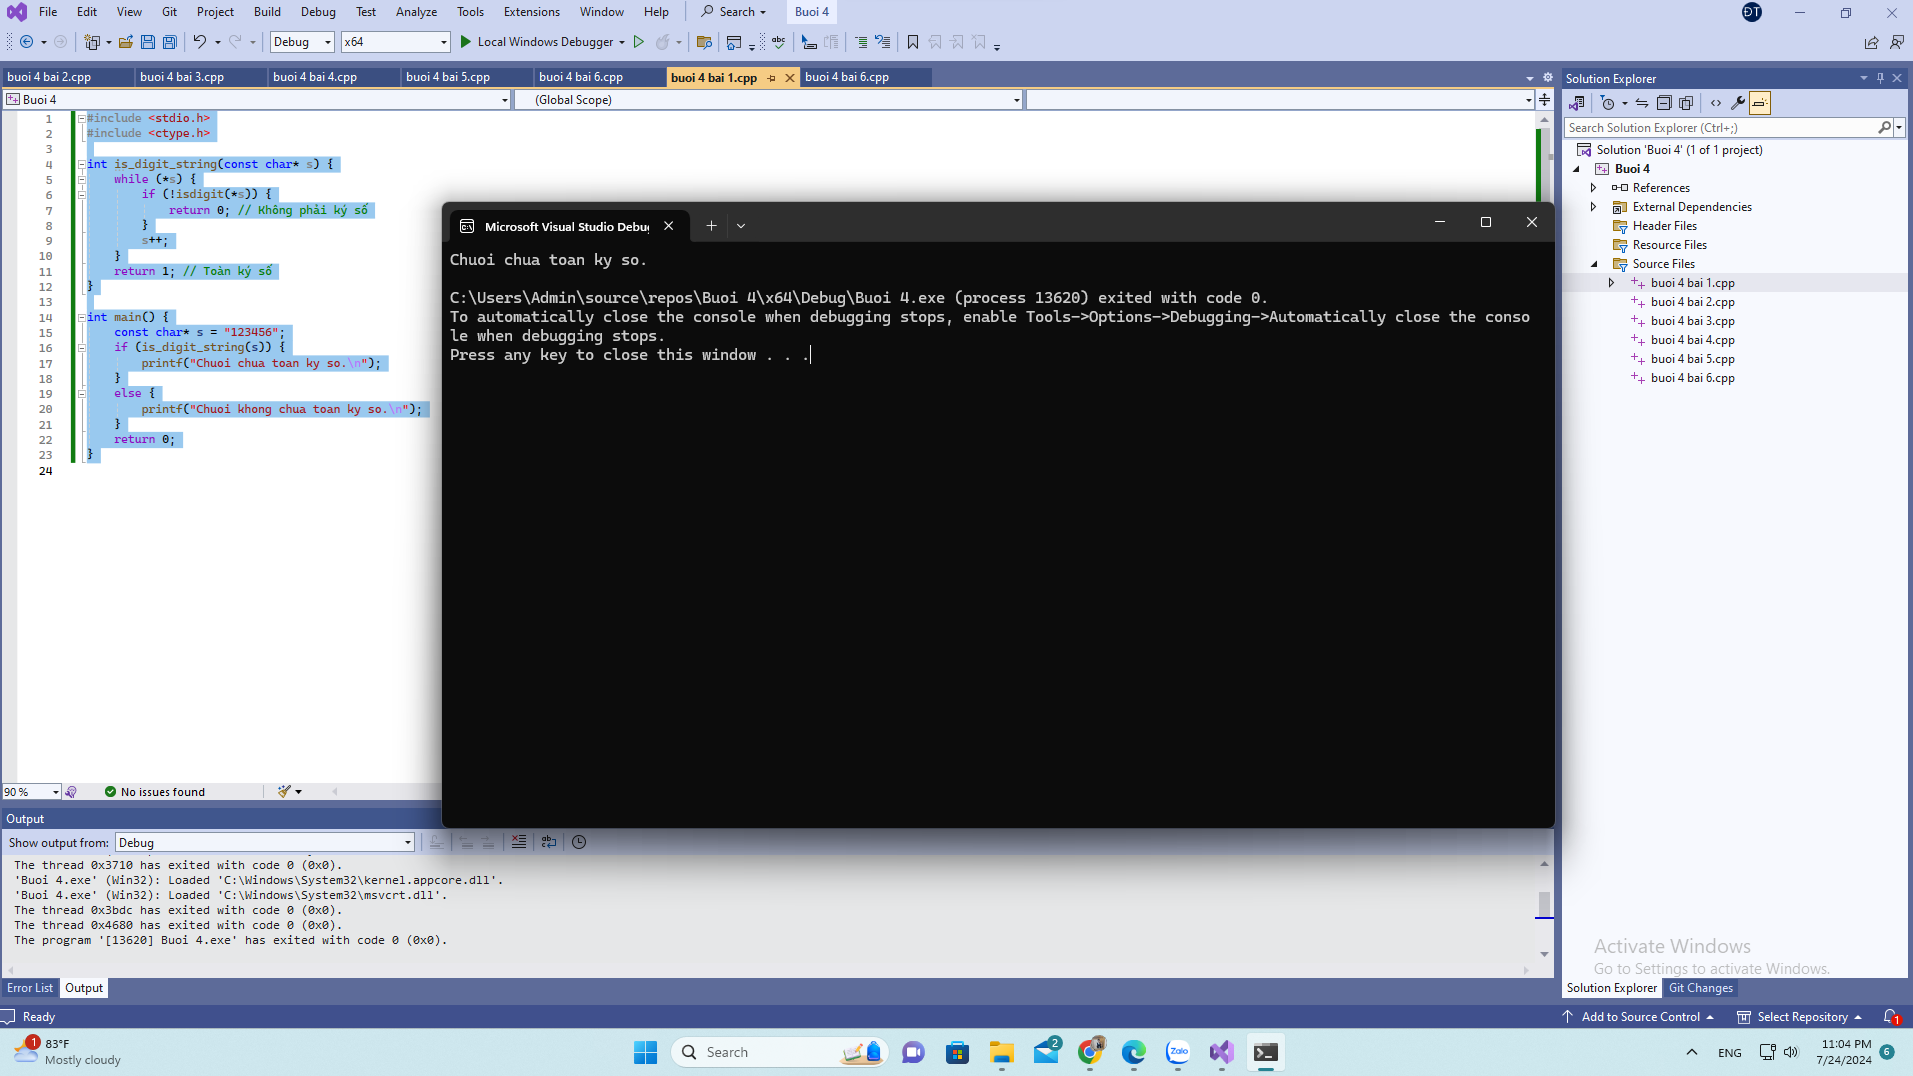 File Edit View Git Project Build Debug Test Analyze Tools Extensions Window Help Search Buoi 4 ĐT
Debug x64 Local Windows Debugger
buoi 4 bai 2.cpp buoi 4 bai 3.cpp buoi 4 bai 4.cpp buoi 4 bai 5.cpp buoi 4 bai 6.cpp buoi 4 bai 1.cpp buoi 4 bai 6.cpp
Buoi 4 (Global Scope)
1 #include <stdio.h>
2 #include <ctype.h>
3
4 int is_digit_string(const char* s) {
5 while (*s) {
6 if (!isdigit(*s)) {
7 return 0; // Không phải ký số
8 }
9 s++;
10 }
11 return 1; // Toàn ký số
12 }
13
14 int main() {
15 const char* s = "123456";
16 if (is_digit_string(s)) {
17 printf("Chuoi chua toan ky so.\n");
18 }
19 else {
20 printf("Chuoi khong chua toan ky so.\n");
21 }
22 return 0;
23 }
24
90 % No issues found
Microsoft Visual Studio Debug
Chuoi chua toan ky so.
C:\Users\Admin\source\repos\Buoi 4\x64\Debug\Buoi 4.exe (process 13620) exited with code 0.
To automatically close the console when debugging stops, enable Tools->Options->Debugging->Automatically close the conso
le when debugging stops.
Press any key to close this window . . .
Output
Show output from: Debug
The thread 0x3710 has exited with code 0 (0x0).
'Buoi 4.exe' (Win32): Loaded 'C:\Windows\System32\kernel.appcore.dll'.
'Buoi 4.exe' (Win32): Loaded 'C:\Windows\System32\msvcrt.dll'.
The thread 0x3bdc has exited with code 0 (0x0).
The thread 0x4680 has exited with code 0 (0x0).
The program '[13620] Buoi 4.exe' has exited with code 0 (0x0).
Error List Output
Solution Explorer
Search Solution Explorer (Ctrl+;)
Solution 'Buoi 4' (1 of 1 project)
Buoi 4
References
External Dependencies
Header Files
Resource Files
Source Files
buoi 4 bai 1.cpp
buoi 4 bai 2.cpp
buoi 4 bai 3.cpp
buoi 4 bai 4.cpp
buoi 4 bai 5.cpp
buoi 4 bai 6.cpp
Activate Windows
Go to Settings to activate Windows.
Solution Explorer Git Changes
Ready Add to Source Control Select Repository 1
1 83°F
Mostly cloudy
Search 2 Zalo
ENG 11:04 PM
7/24/2024 6